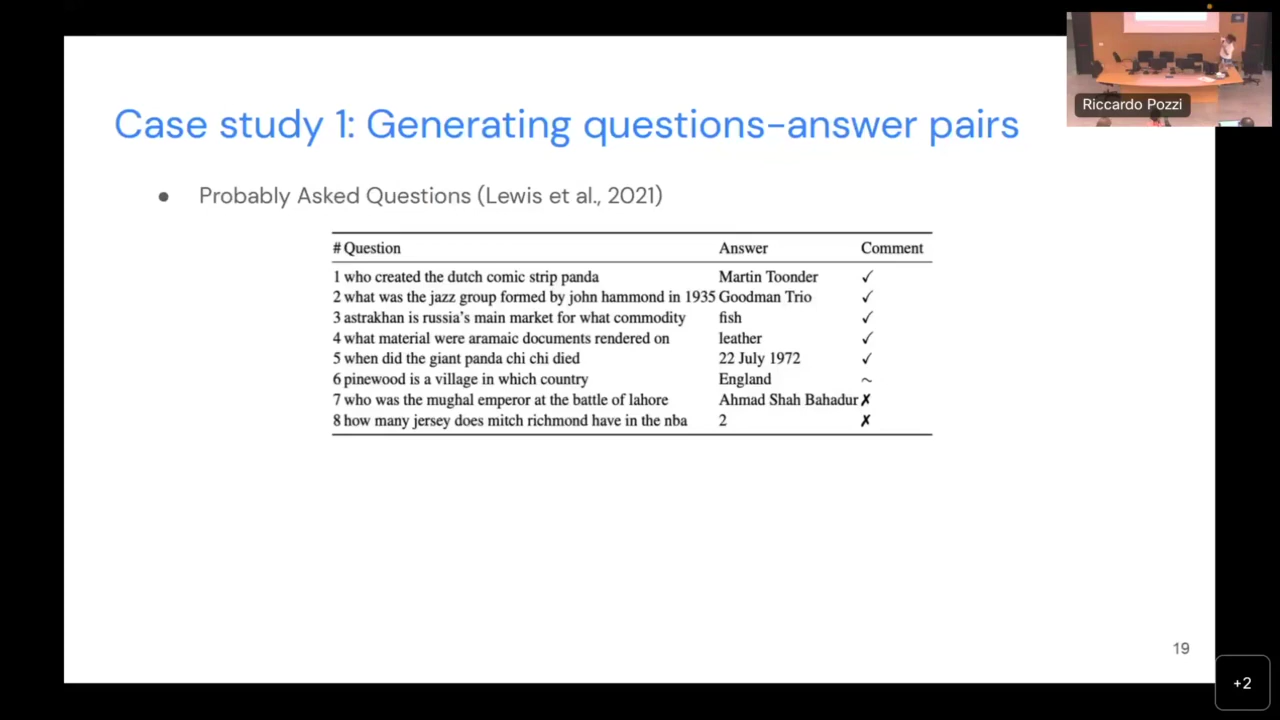 Riccardo Pozzi
Case study 1: Generating questions-answer pairs
● Probably Asked Questions (Lewis et al., 2021)
# Question Answer Comment
1 who created the dutch comic strip panda Martin Toonder ✓
2 what was the jazz group formed by john hammond in 1935 Goodman Trio ✓
3 astrakhan is russia's main market for what commodity fish ✓
4 what material were aramaic documents rendered on leather ✓
5 when did the giant panda chi chi died 22 July 1972 ✓
6 pinewood is a village in which country England ~
7 who was the mughal emperor at the battle of lahore Ahmad Shah Bahadur ✗
8 how many jersey does mitch richmond have in the nba 2 ✗
19
+2